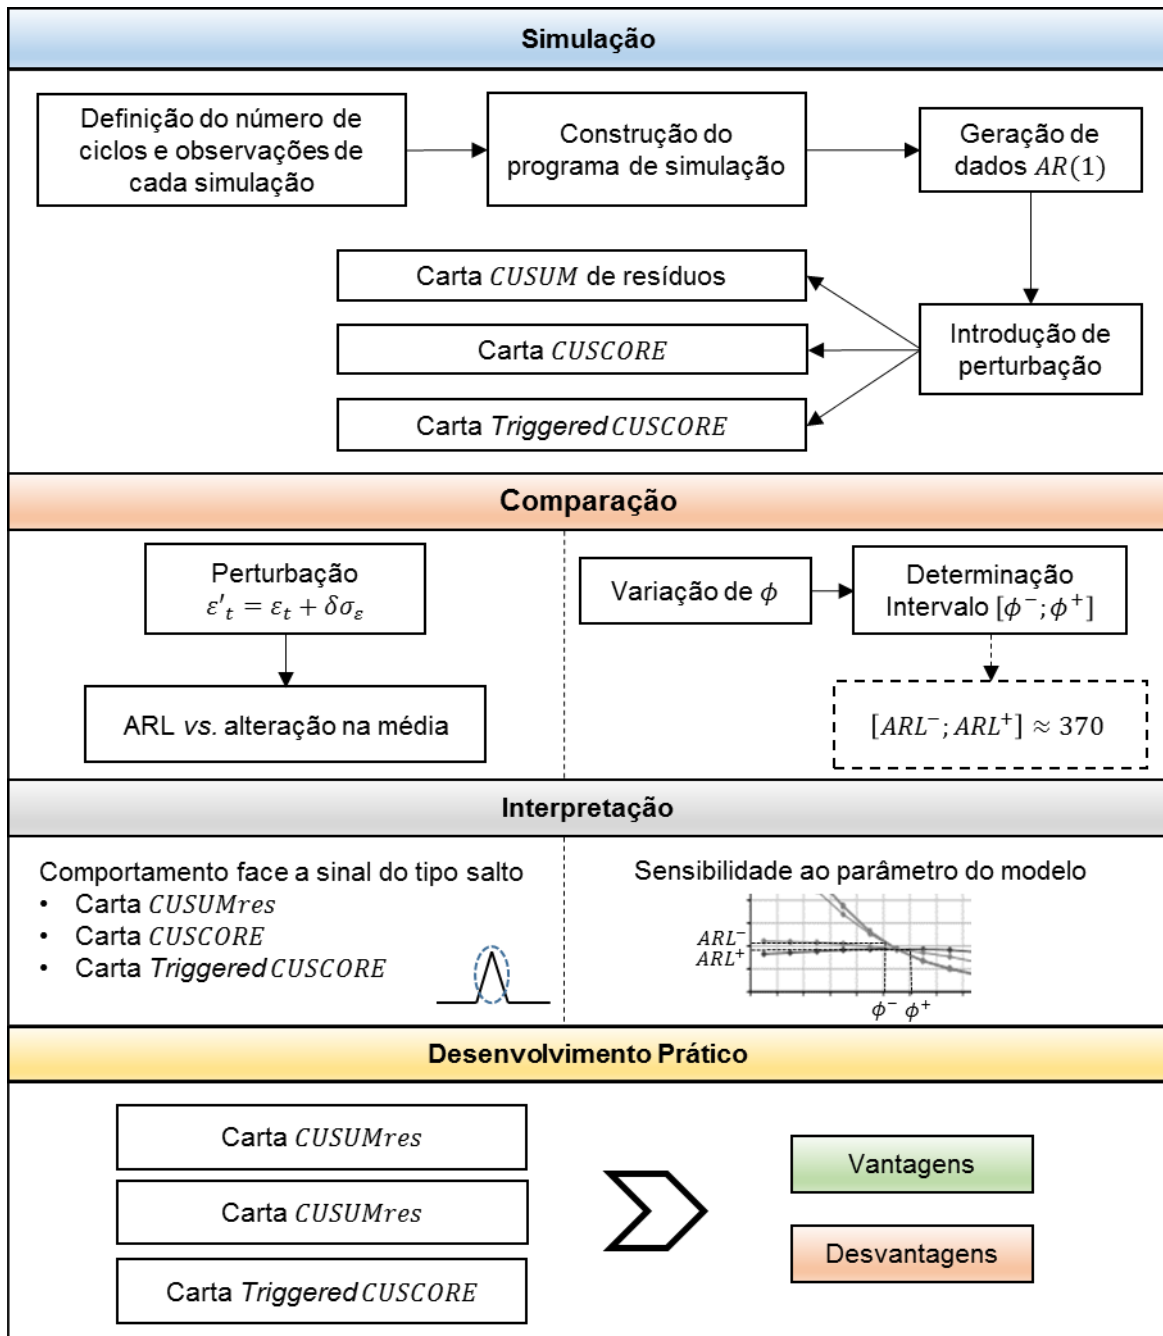 Simulação
Definição do número de
ciclos e observações de
cada simulação
Construção do
programa de simulação
Geração de
dados AR(1)
Carta CUSUM de resíduos
Carta CUSCORE
Carta Triggered CUSCORE
Introdução de
perturbação
Comparação
Perturbação
ε'ₜ = εₜ + δσ_ε
ARL vs. alteração na média
Variação de ϕ
Determinação
Intervalo [ϕ⁻; ϕ⁺]
[ARL⁻; ARL⁺] ≈ 370
Interpretação
Comportamento face a sinal do tipo salto
• Carta CUSUMres
• Carta CUSCORE
• Carta Triggered CUSCORE
Sensibilidade ao parâmetro do modelo
ARL⁻
ARL⁺
ϕ⁻ ϕ⁺
Desenvolvimento Prático
Carta CUSUMres
Carta CUSUMres
Carta Triggered CUSCORE
Vantagens
Desvantagens